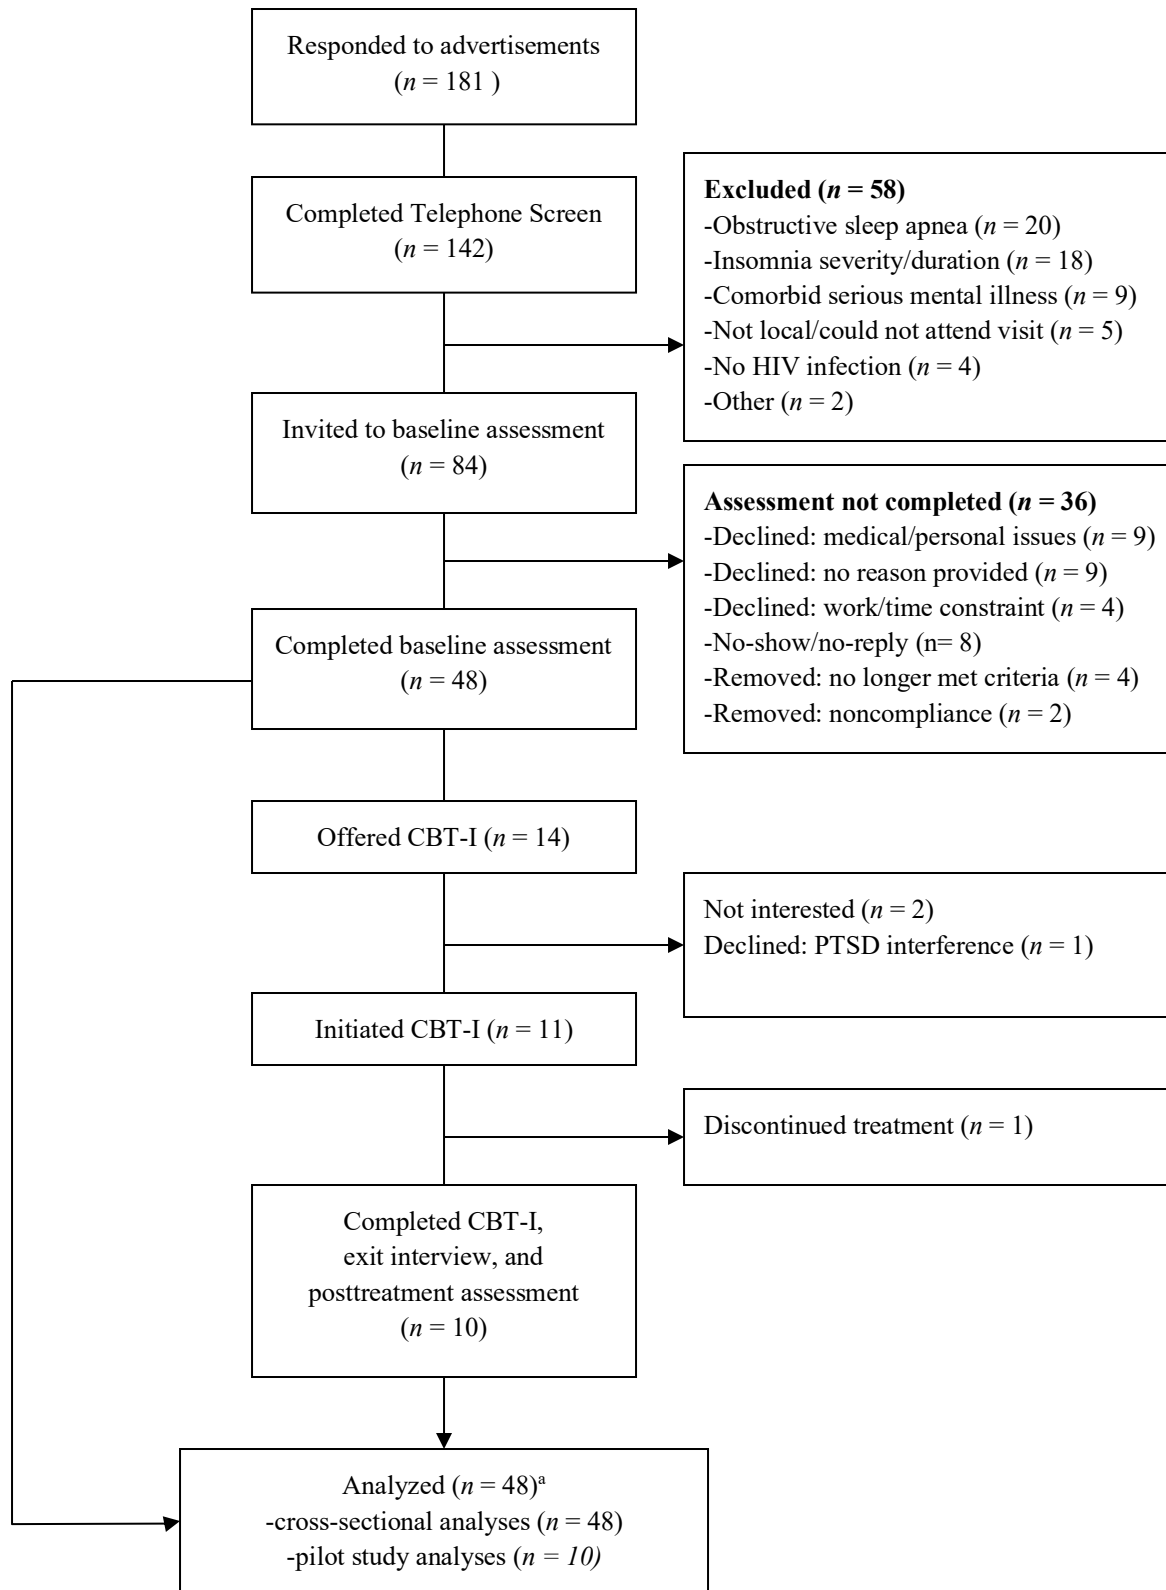 Responded to advertisements
(n = 181 )
Completed Telephone Screen
(n = 142)
Excluded (n = 58)
-Obstructive sleep apnea (n = 20)
-Insomnia severity/duration (n = 18)
-Comorbid serious mental illness (n = 9)
-Not local/could not attend visit (n = 5)
-No HIV infection (n = 4)
-Other (n = 2)
Invited to baseline assessment
(n = 84)
Assessment not completed (n = 36)
-Declined: medical/personal issues (n = 9)
-Declined: no reason provided (n = 9)
-Declined: work/time constraint (n = 4)
-No-show/no-reply (n= 8)
-Removed: no longer met criteria (n = 4)
-Removed: noncompliance (n = 2)
Completed baseline assessment
(n = 48)
Offered CBT-I (n = 14)
Not interested (n = 2)
Declined: PTSD interference (n = 1)
Initiated CBT-I (n = 11)
Discontinued treatment (n = 1)
Completed CBT-I,
exit interview, and
posttreatment assessment
(n = 10)
Analyzed (n = 48)ᵃ
-cross-sectional analyses (n = 48)
-pilot study analyses (n = 10)